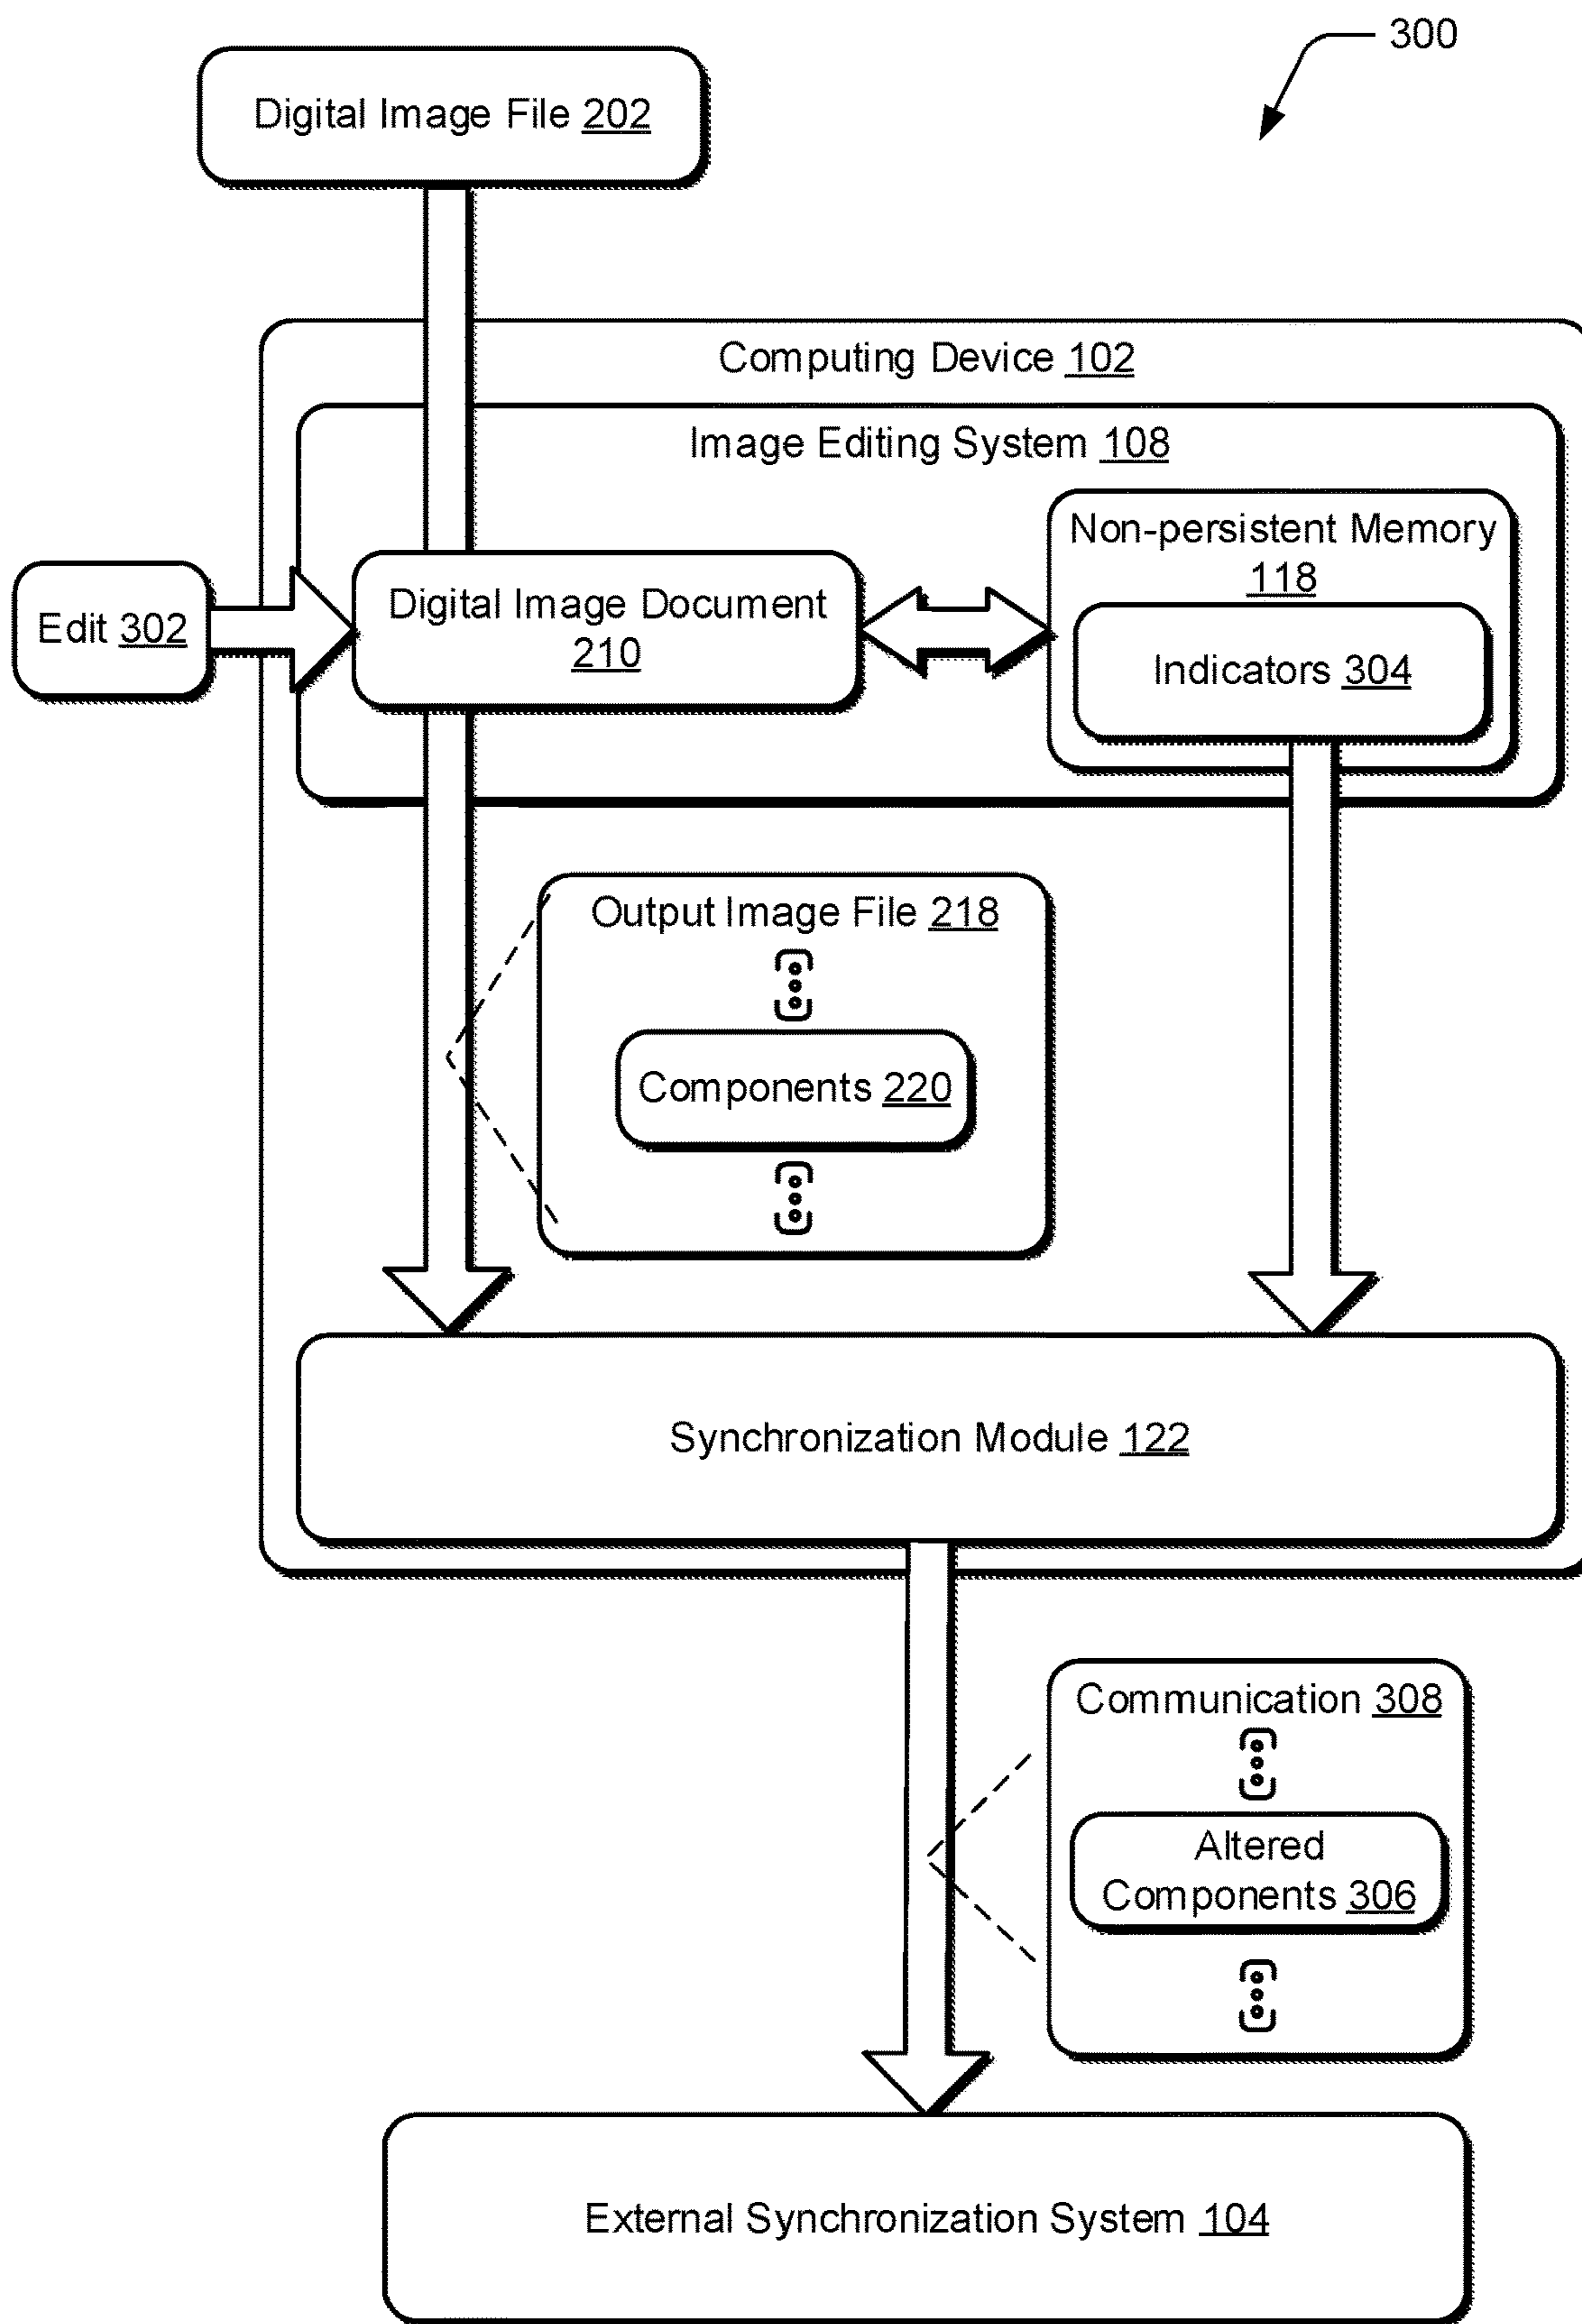 300
Digital Image File 202
Computing Device 102
Image Editing System 108
Non-persistent Memory
118
Edit 302
Digital Image Document
210
Indicators 304
Output Image File 218
Components 220
Synchronization Module 122
Communication 308
Altered
Components 306
External Synchronization System 104